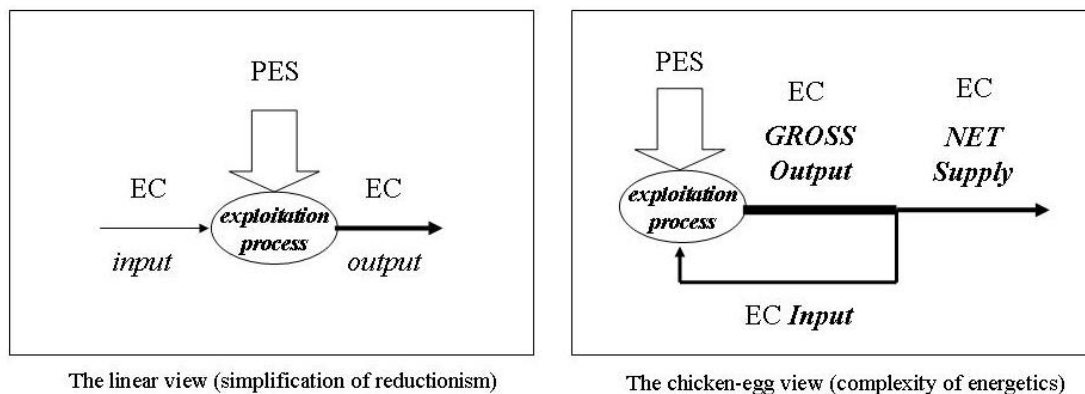 PES
EC
EC
exploitation
process
input
output
The linear view (simplification of reductionism)
PES
EC
EC
GROSS
Output
NET
Supply
exploitation
process
EC Input
The chicken-egg view (complexity of energetics)